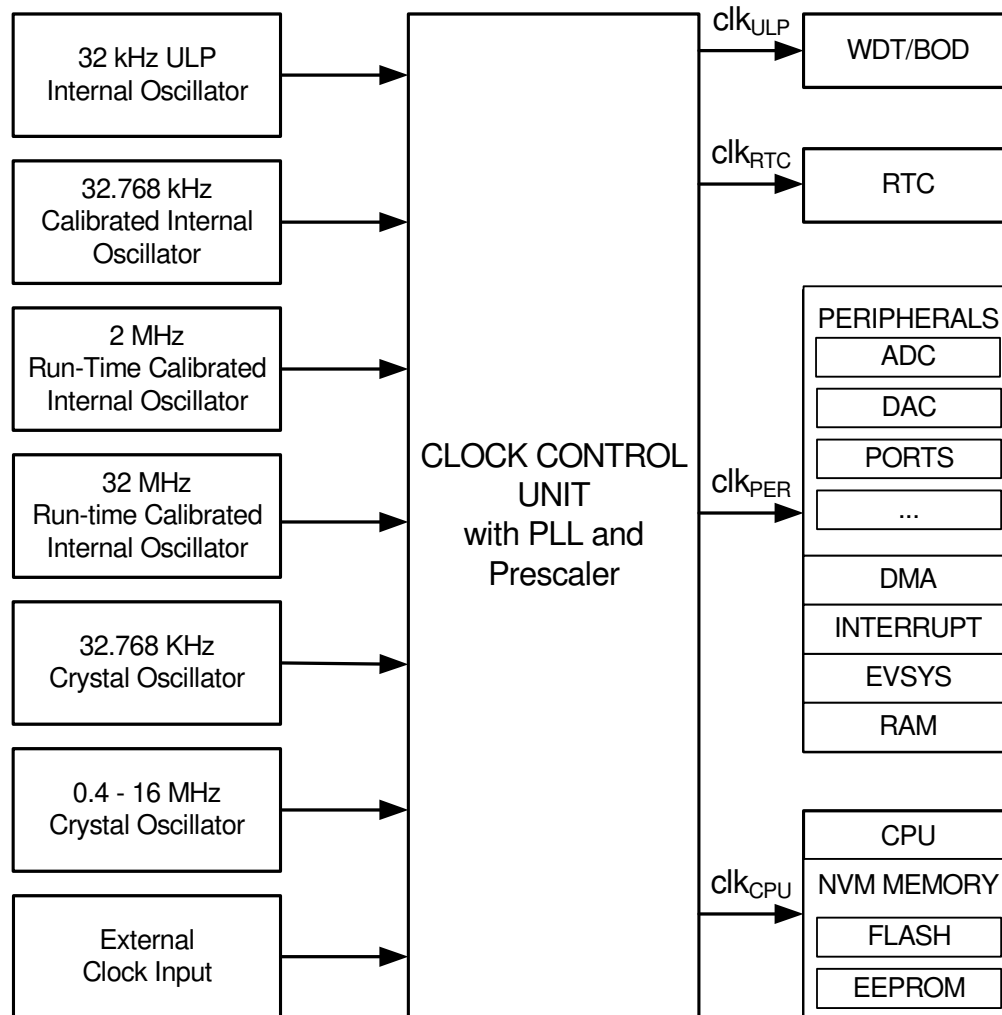 32 kHz ULP
Internal Oscillator
32.768 kHz
Calibrated Internal
Oscillator
2 MHz
Run-Time Calibrated
Internal Oscillator
32 MHz
Run-time Calibrated
Internal Oscillator
32.768 KHz
Crystal Oscillator
0.4 - 16 MHz
Crystal Oscillator
External
Clock Input
CLOCK CONTROL
UNIT
with PLL and
Prescaler
clkULP
clkRTC
clkPER
clkCPU
WDT/BOD
RTC
PERIPHERALS
ADC
DAC
PORTS
...
DMA
INTERRUPT
EVSYS
RAM
CPU
NVM MEMORY
FLASH
EEPROM